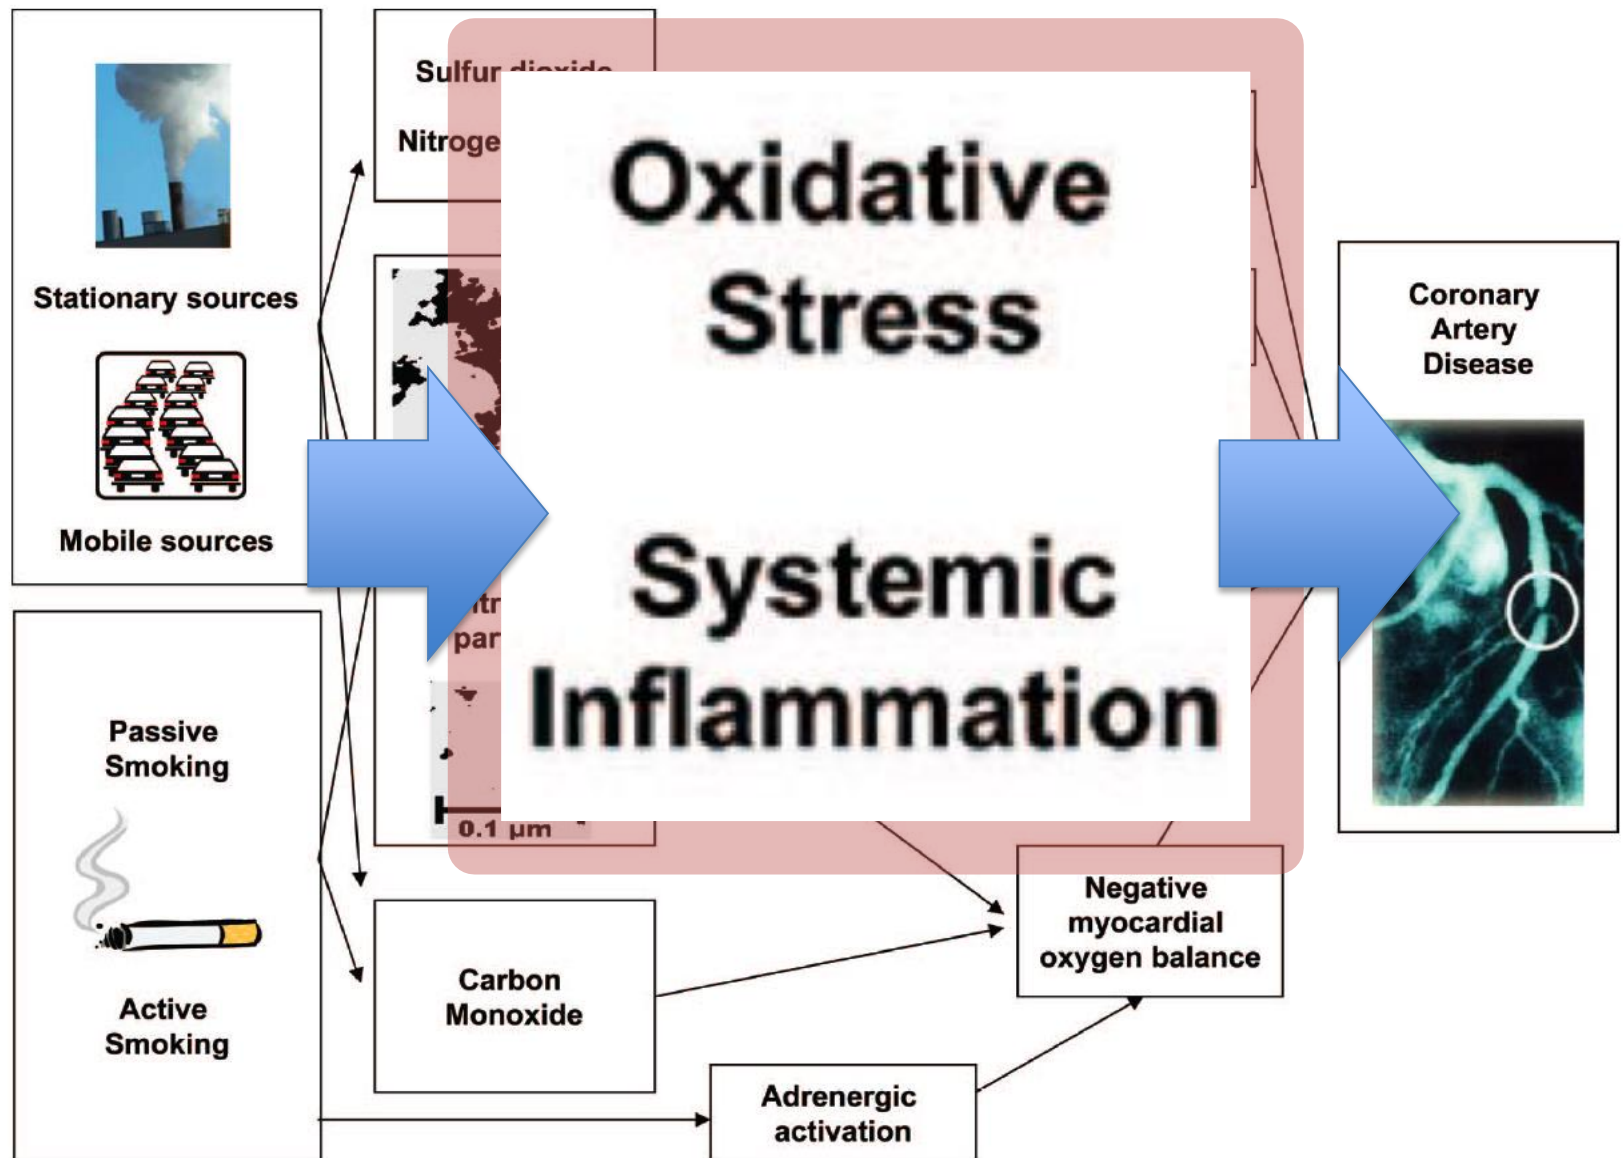 Stationary sources
Mobile sources
Passive
Smoking
Active
Smoking
Sulfur dioxide
0.1 µm
Carbon
Monoxide
Oxidative
Stress
Systemic
Inflammation
Adrenergic
activation
Negative
myocardial
oxygen balance
Coronary
Artery
Disease